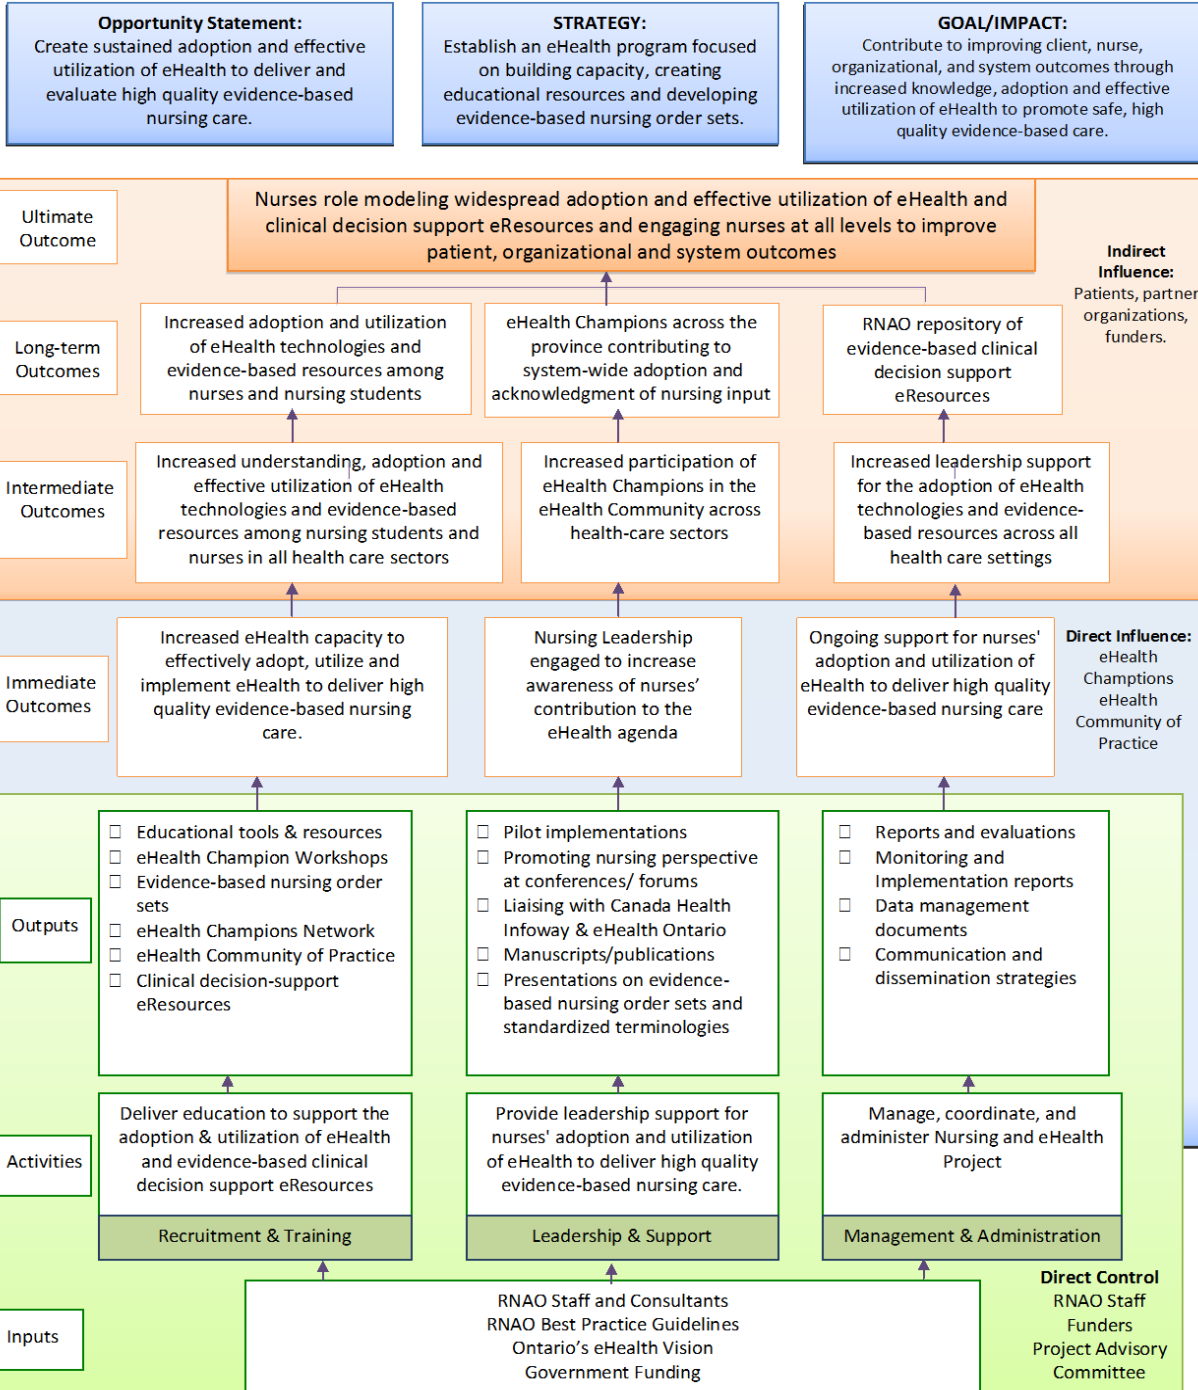 Opportunity Statement:
Create sustained adoption and effective
utilization of eHealth to deliver and
evaluate high quality evidence-based
nursing care.
STRATEGY:
Establish an eHealth program focused
on building capacity, creating
educational resources and developing
evidence-based nursing order sets.
GOAL/IMPACT:
Contribute to improving client, nurse,
organizational, and system outcomes through
increased knowledge, adoption and effective
utilization of eHealth to promote safe, high
quality evidence-based care.
Ultimate
Outcome
Nurses role modeling widespread adoption and effective utilization of eHealth and
clinical decision support eResources and engaging nurses at all levels to improve
patient, organizational and system outcomes
Indirect
Influence:
Patients, partner
organizations,
funders.
Long-term
Outcomes
Increased adoption and utilization
of eHealth technologies and
evidence-based resources among
nurses and nursing students
eHealth Champions across the
province contributing to
system-wide adoption and
acknowledgment of nursing input
RNAO repository of
evidence-based clinical
decision support
eResources
Intermediate
Outcomes
Increased understanding, adoption and
effective utilization of eHealth
technologies and evidence-based
resources among nursing students and
nurses in all health care sectors
Increased participation of
eHealth Champions in the
eHealth Community across
health-care sectors
Increased leadership support
for the adoption of eHealth
technologies and evidence-
based resources across all
health care settings
Immediate
Outcomes
Increased eHealth capacity to
effectively adopt, utilize and
implement eHealth to deliver high
quality evidence-based nursing
care.
Nursing Leadership
engaged to increase
awareness of nurses’
contribution to the
eHealth agenda
Ongoing support for nurses'
adoption and utilization of
eHealth to deliver high quality
evidence-based nursing care
Direct Influence:
eHealth
Champtions
eHealth
Community of
Practice
Outputs
Educational tools & resources
eHealth Champion Workshops
Evidence-based nursing order
sets
eHealth Champions Network
eHealth Community of Practice
Clinical decision-support
eResources
Pilot implementations
Promoting nursing perspective
at conferences/ forums
Liaising with Canada Health
Infoway & eHealth Ontario
Manuscripts/publications
Presentations on evidence-
based nursing order sets and
standardized terminologies
Reports and evaluations
Monitoring and
Implementation reports
Data management
documents
Communication and
dissemination strategies
Activities
Deliver education to support the
adoption & utilization of eHealth
and evidence-based clinical
decision support eResources
Recruitment & Training
Provide leadership support for
nurses' adoption and utilization
of eHealth to deliver high quality
evidence-based nursing care.
Leadership & Support
Manage, coordinate, and
administer Nursing and eHealth
Project
Management & Administration
Inputs
RNAO Staff and Consultants
RNAO Best Practice Guidelines
Ontario’s eHealth Vision
Government Funding
Direct Control
RNAO Staff
Funders
Project Advisory
Committee